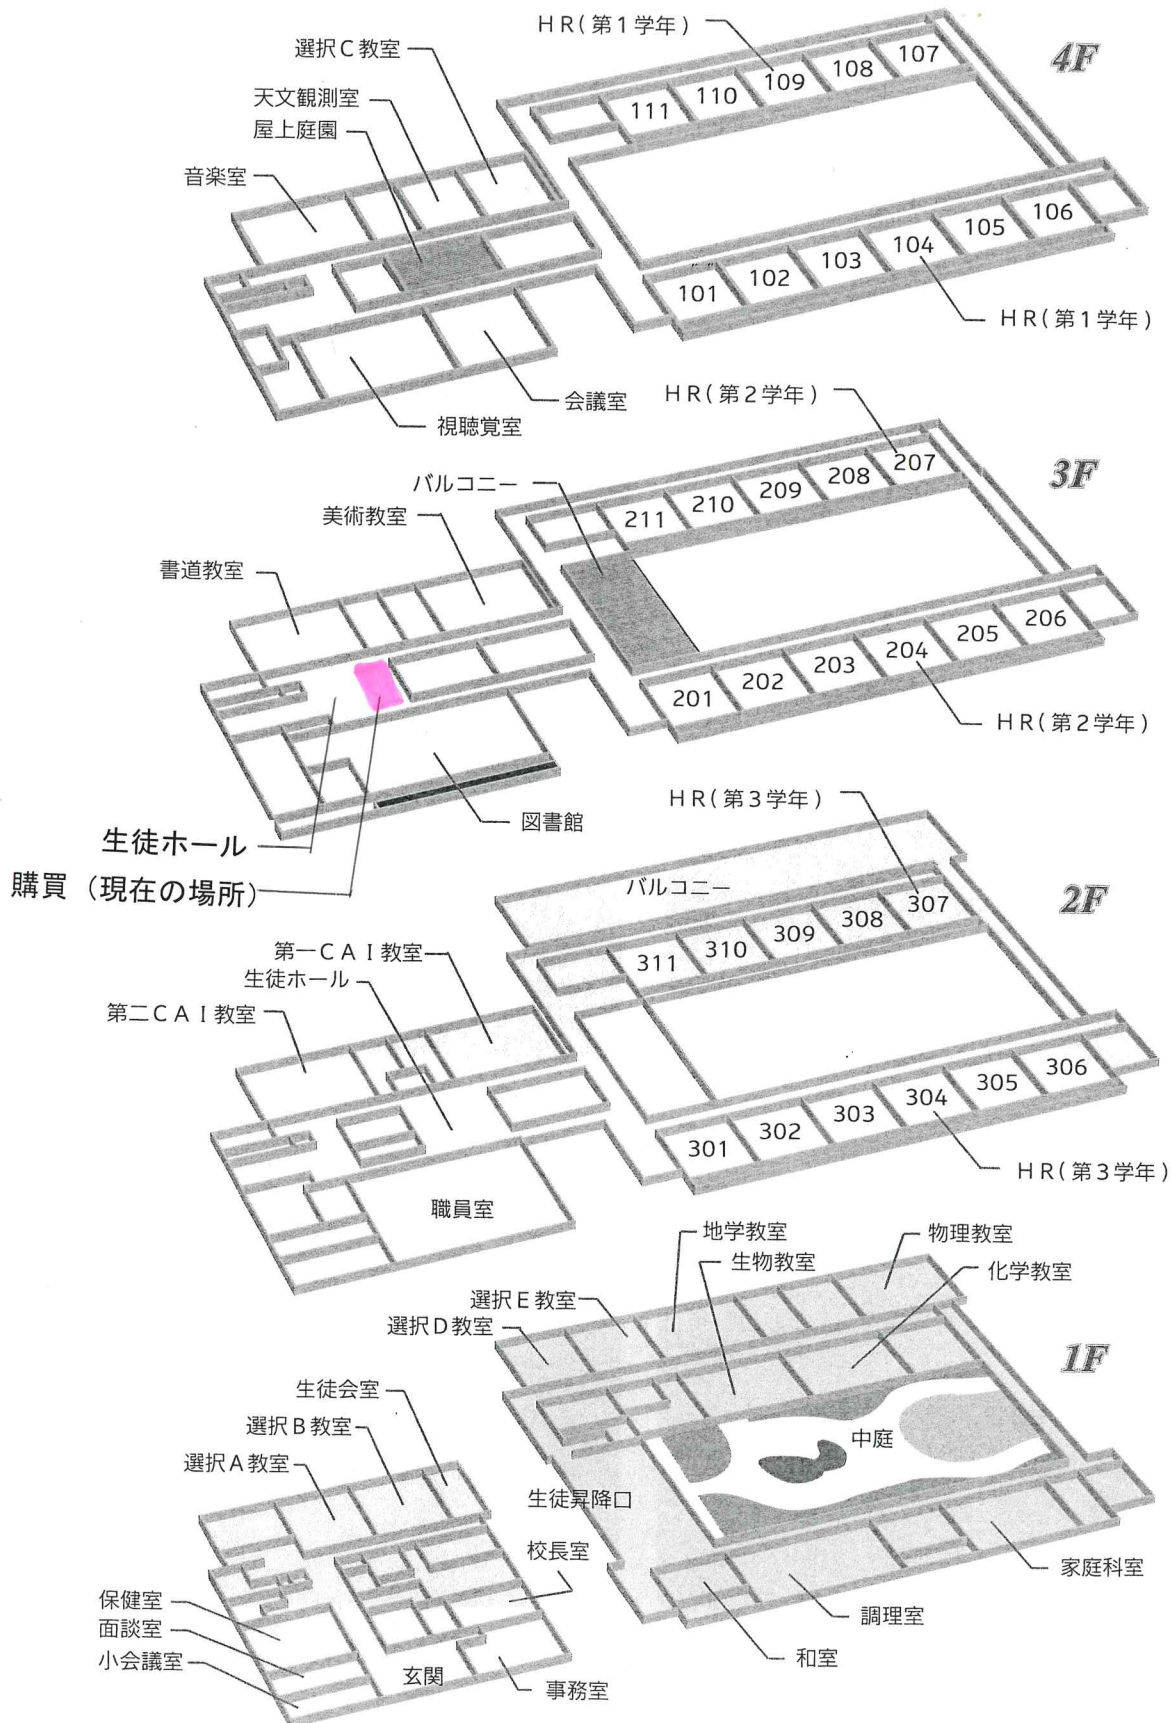 HR(第1学年)
4F
選択C教室
天文観測室
屋上庭園
音楽室
111
110
109
108
107
101
102
103
104
105
106
HR(第1学年)
会議室
視聴覚室
HR(第2学年)
3F
バルコニー
美術教室
書道教室
211
210
209
208
207
201
202
203
204
205
206
HR(第2学年)
図書館
生徒ホール
購買(現在の場所)
HR(第3学年)
2F
バルコニー
第一CAI教室
生徒ホール
第二CAI教室
311
310
309
308
307
301
302
303
304
305
306
HR(第3学年)
職員室
地学教室
生物教室
物理教室
化学教室
選択E教室
選択D教室
1F
生徒会室
選択B教室
選択A教室
中庭
生徒昇降口
校長室
保健室
面談室
小会議室
玄関
事務室
家庭科室
調理室
和室